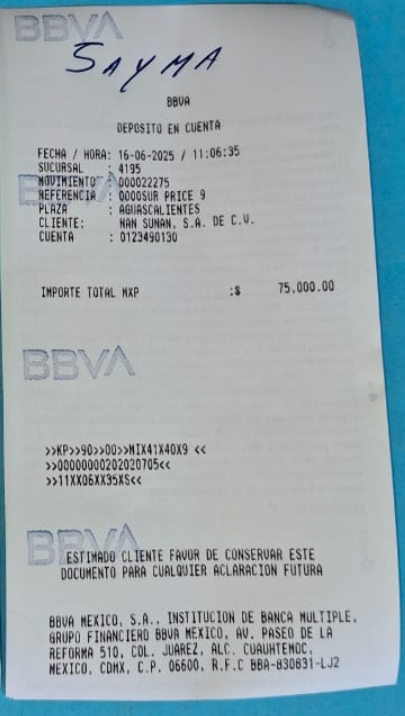 BBVA
SAYMA
BBVA
DEPOSITO EN CUENTA
FECHA / HORA: 16-06-2025 / 11:06:35
SUCURSAL : 4195
MOVIMIENTO : 000022275
REFERENCIA : 0000SUR PRICE 9
PLAZA : AGUASCALIENTES
CLIENTE: NAN SUNAN, S.A. DE C.V.
CUENTA : 0123490130
IMPORTE TOTAL MXP :$ 75,000.00
BBVA
>>KP>>90>>00>>MIX41X40X9 <<
>>00000000202020705<<
>>11XX06XX35XS<<
BBVA
ESTIMADO CLIENTE FAVOR DE CONSERVAR ESTE
DOCUMENTO PARA CUALQUIER ACLARACION FUTURA
BBVA MEXICO, S.A., INSTITUCION DE BANCA MULTIPLE,
GRUPO FINANCIERO BBVA MEXICO, AV. PASEO DE LA
REFORMA 510, COL. JUAREZ, ALC. CUAUHTEMOC,
MEXICO, CDMX, C.P. 06600, R.F.C BBA-830831-LJ2